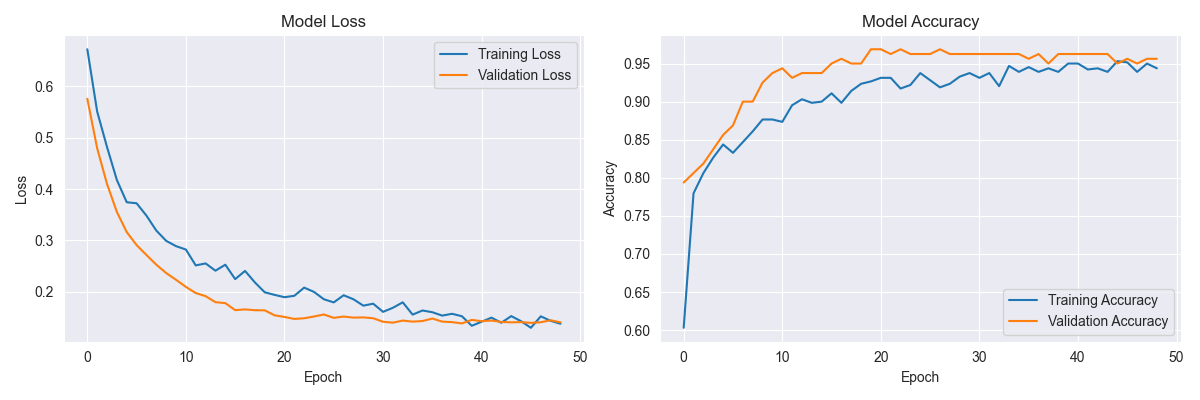 Model Loss
Loss
0.6
0.5
0.4
0.3
0.2
0 10 20 30 40 50
Epoch
Training Loss
Validation Loss
Model Accuracy
Accuracy
0.95
0.90
0.85
0.80
0.75
0.70
0.65
0.60
0 10 20 30 40 50
Epoch
Training Accuracy
Validation Accuracy